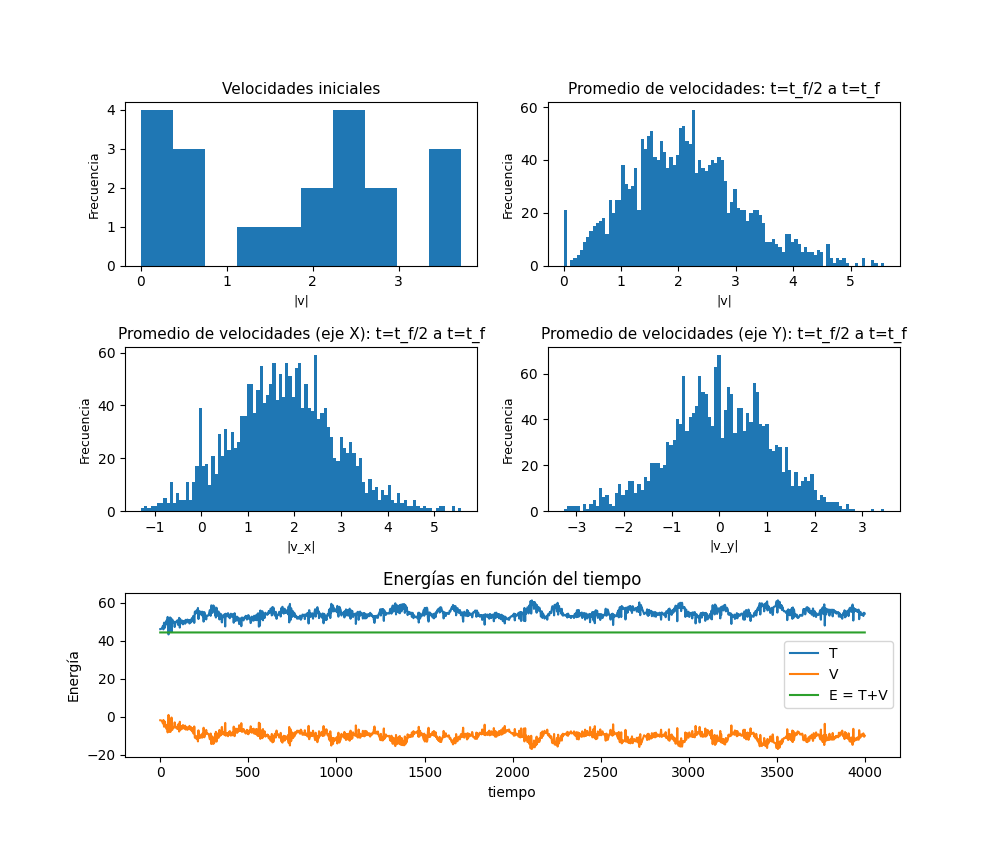 Velocidades iniciales
Frecuencia
4
3
2
1
0
0 1 2 3
|v|
Promedio de velocidades: t=t_f/2 a t=t_f
Frecuencia
60
40
20
0
0 1 2 3 4 5
|v|
Promedio de velocidades (eje X): t=t_f/2 a t=t_f
Frecuencia
60
40
20
0
−1 0 1 2 3 4 5
|v_x|
Promedio de velocidades (eje Y): t=t_f/2 a t=t_f
Frecuencia
60
40
20
0
−3 −2 −1 0 1 2 3
|v_y|
Energías en función del tiempo
Energía
60
40
20
0
−20
T
V
E = T+V
0 500 1000 1500 2000 2500 3000 3500 4000
tiempo